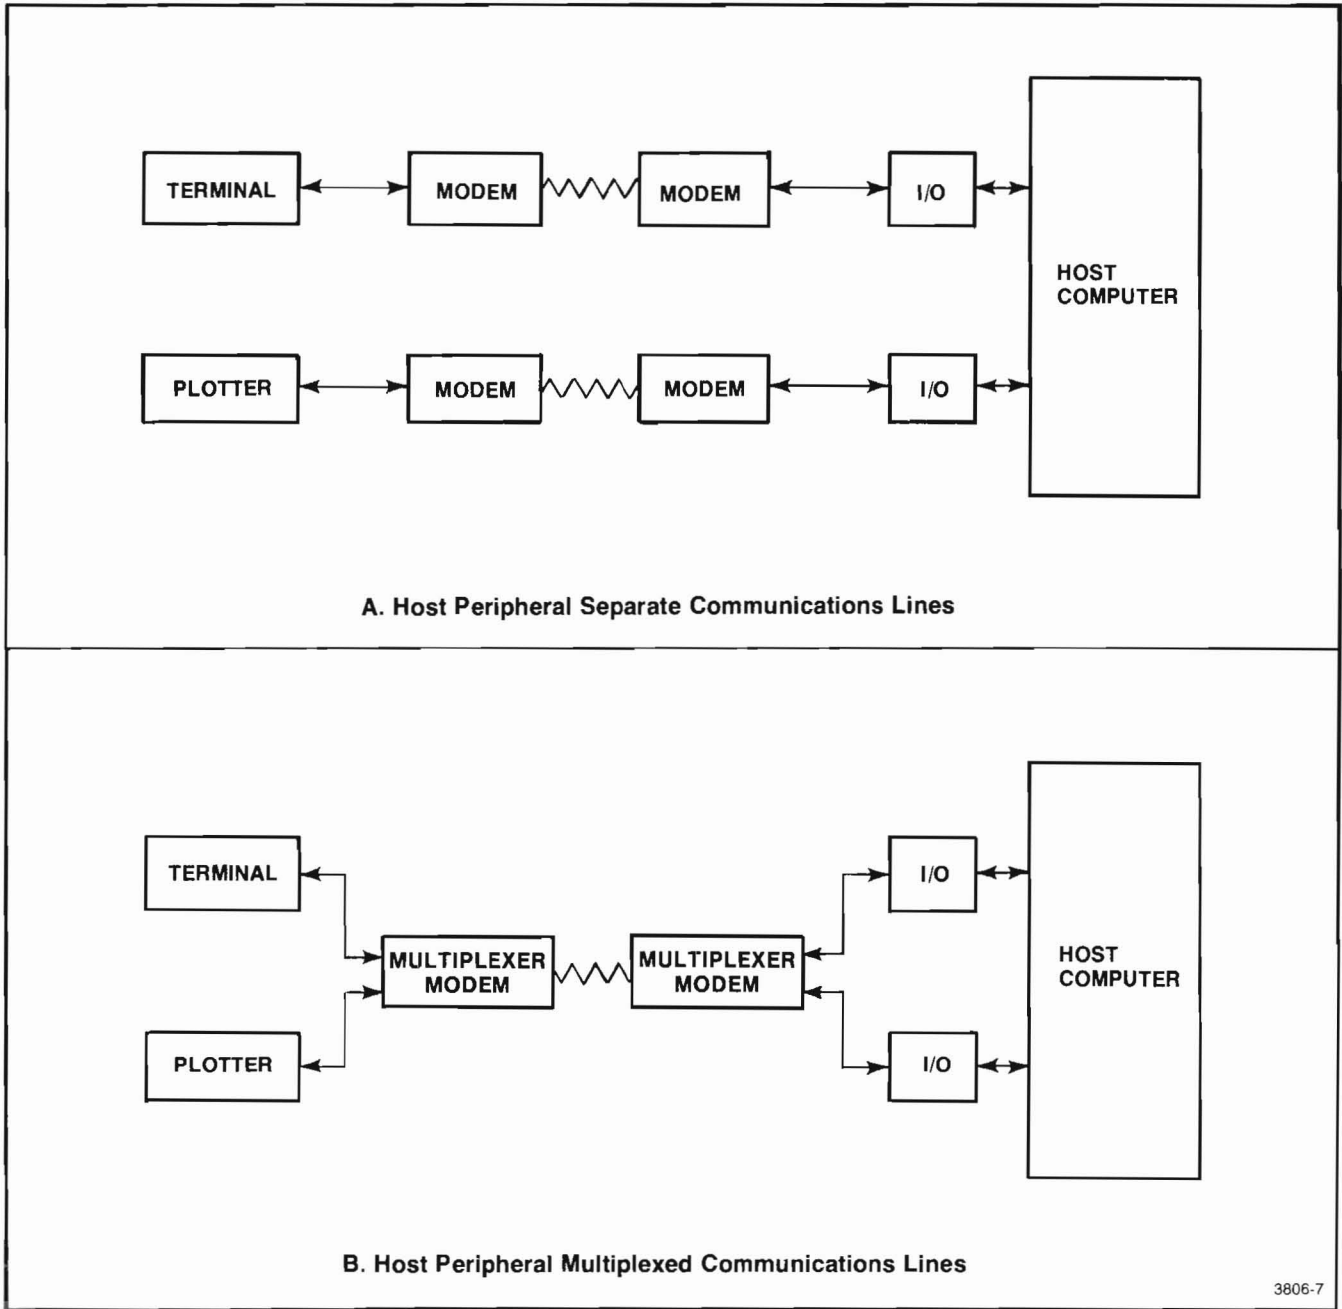 TERMINAL
MODEM
MODEM
I/O
HOST
COMPUTER
PLOTTER
MODEM
MODEM
I/O
A. Host Peripheral Separate Communications Lines
TERMINAL
I/O
MULTIPLEXER
MODEM
MULTIPLEXER
MODEM
HOST
COMPUTER
PLOTTER
I/O
B. Host Peripheral Multiplexed Communications Lines
3806-7